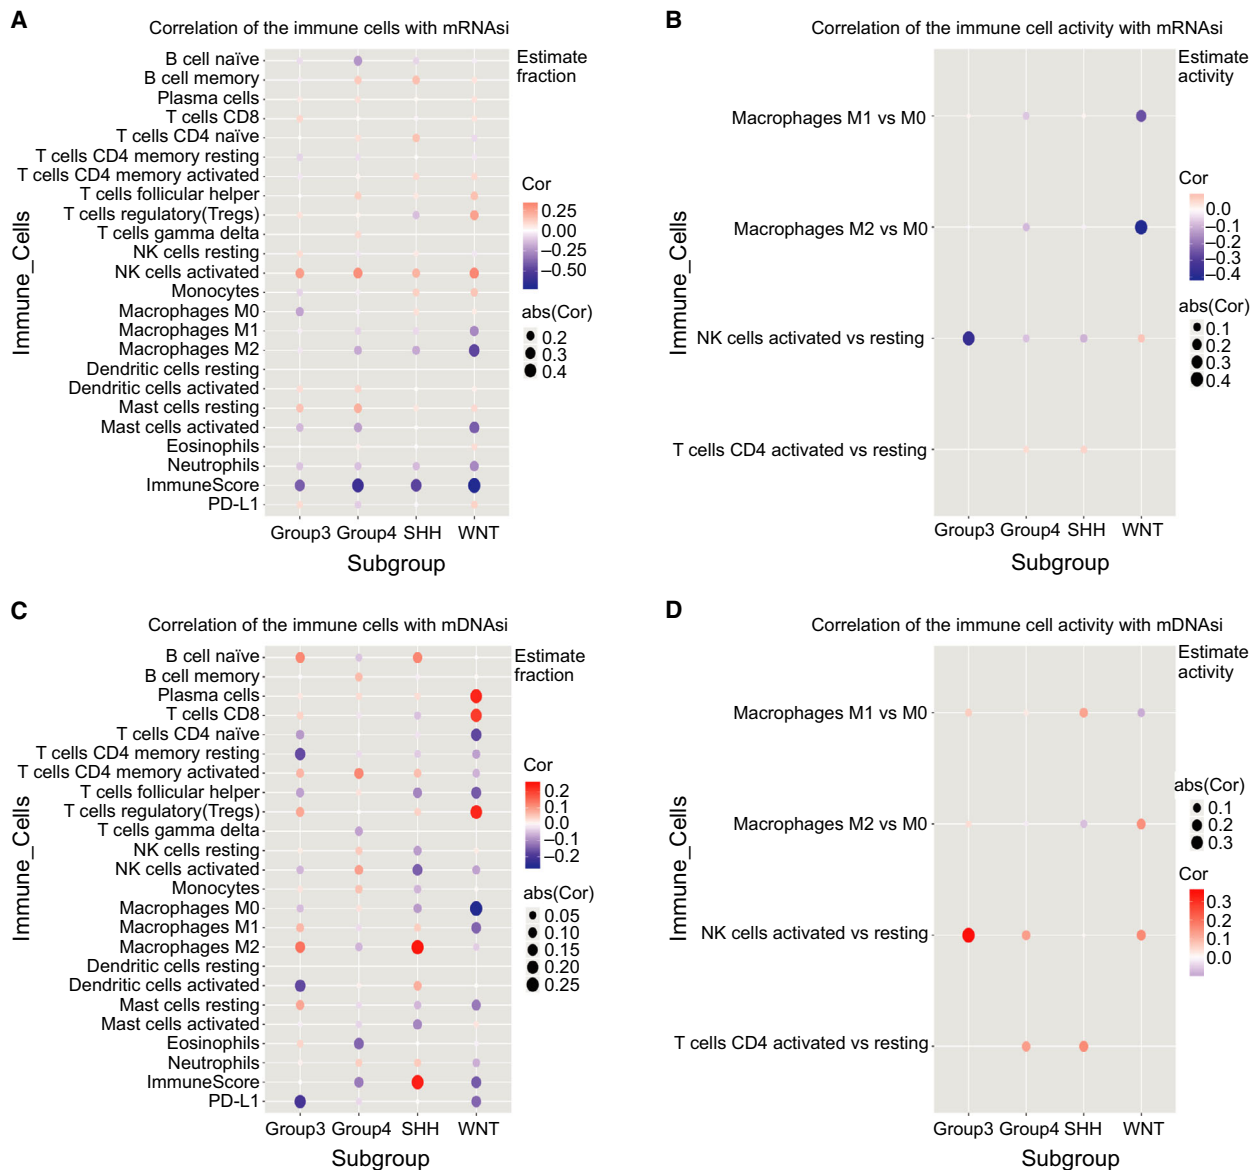 A
Correlation of the immune cells with mRNAsi
B cell naïve
B cell memory
Plasma cells
T cells CD8
T cells CD4 naïve
T cells CD4 memory resting
T cells CD4 memory activated
T cells follicular helper
T cells regulatory(Tregs)
T cells gamma delta
NK cells resting
NK cells activated
Monocytes
Macrophages M0
Macrophages M1
Macrophages M2
Dendritic cells resting
Dendritic cells activated
Mast cells resting
Mast cells activated
Eosinophils
Neutrophils
ImmuneScore
PD-L1
Immune_Cells
Group3 Group4 SHH WNT
Subgroup
Estimate
fraction
Cor
0.25
0.00
−0.25
−0.50
abs(Cor)
0.2
0.3
0.4
B
Correlation of the immune cell activity with mRNAsi
Macrophages M1 vs M0
Macrophages M2 vs M0
NK cells activated vs resting
T cells CD4 activated vs resting
Immune_Cells
Group3 Group4 SHH WNT
Subgroup
Estimate
activity
Cor
0.0
−0.1
−0.2
−0.3
−0.4
abs(Cor)
0.1
0.2
0.3
0.4
C
Correlation of the immune cells with mDNAsi
B cell naïve
B cell memory
Plasma cells
T cells CD8
T cells CD4 naïve
T cells CD4 memory resting
T cells CD4 memory activated
T cells follicular helper
T cells regulatory(Tregs)
T cells gamma delta
NK cells resting
NK cells activated
Monocytes
Macrophages M0
Macrophages M1
Macrophages M2
Dendritic cells resting
Dendritic cells activated
Mast cells resting
Mast cells activated
Eosinophils
Neutrophils
ImmuneScore
PD-L1
Immune_Cells
Group3 Group4 SHH WNT
Subgroup
Estimate
fraction
Cor
0.2
0.1
0.0
−0.1
−0.2
abs(Cor)
0.05
0.10
0.15
0.20
0.25
D
Correlation of the immune cell activity with mDNAsi
Macrophages M1 vs M0
Macrophages M2 vs M0
NK cells activated vs resting
T cells CD4 activated vs resting
Immune_Cells
Group3 Group4 SHH WNT
Subgroup
Estimate
activity
abs(Cor)
0.1
0.2
0.3
Cor
0.3
0.2
0.1
0.0